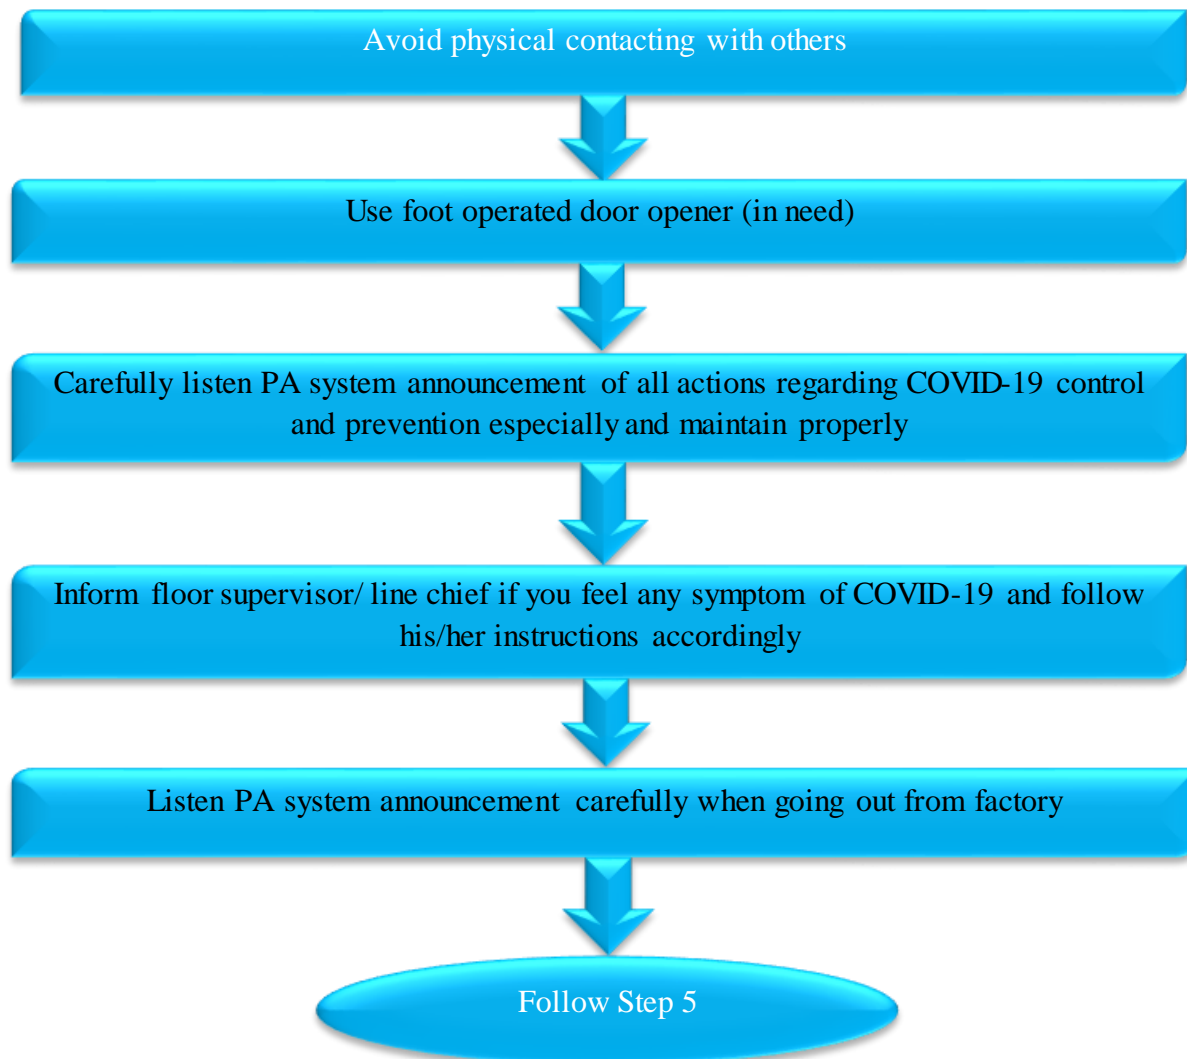 Avoid physical contacting with others
Use foot operated door opener (in need)
Carefully listen PA system announcement of all actions regarding COVID-19 control
and prevention especially and maintain properly
Inform floor supervisor/ line chief if you feel any symptom of COVID-19 and follow
his/her instructions accordingly
Listen PA system announcement carefully when going out from factory
Follow Step 5